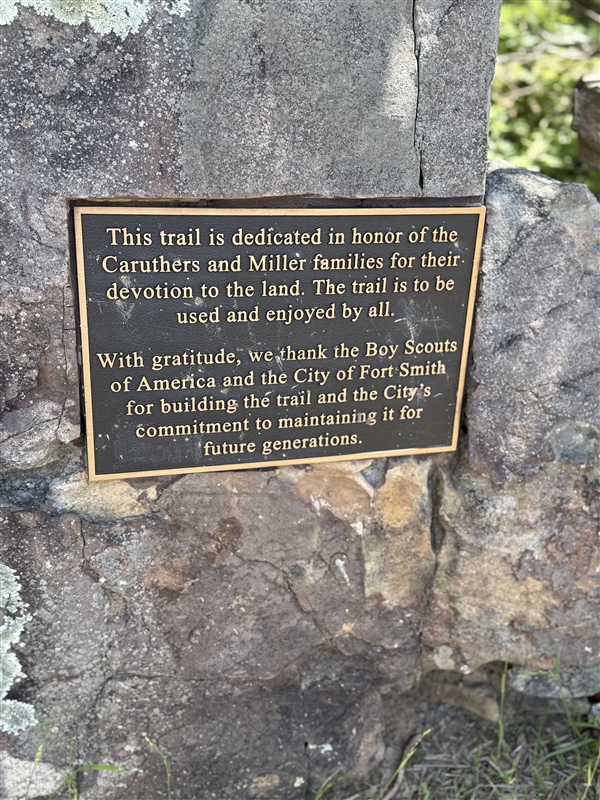 This trail is dedicated in honor of the
Caruthers and Miller families for their
devotion to the land. The trail is to be
used and enjoyed by all.
With gratitude, we thank the Boy Scouts
of America and the City of Fort Smith
for building the trail and the City's
commitment to maintaining it for
future generations.